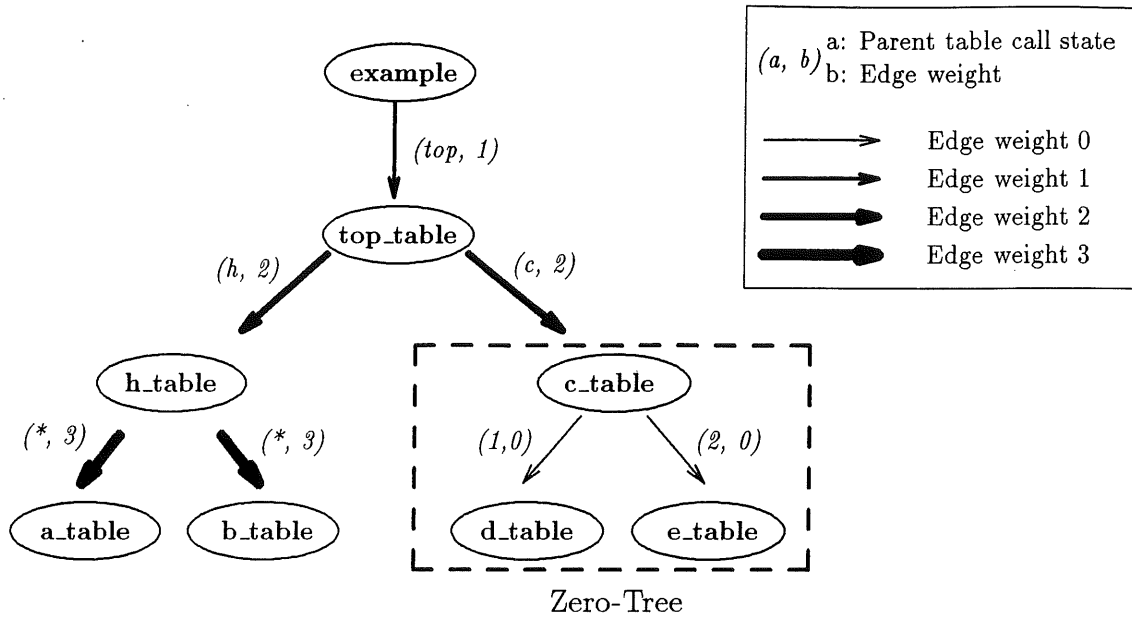 example
(top, 1)
top_table
(h, 2)
(c, 2)
h_table
c_table
(*, 3)
(*, 3)
(1,0)
(2, 0)
a_table
b_table
d_table
e_table
Zero-Tree
(a, b)
a: Parent table call state
b: Edge weight
Edge weight 0
Edge weight 1
Edge weight 2
Edge weight 3